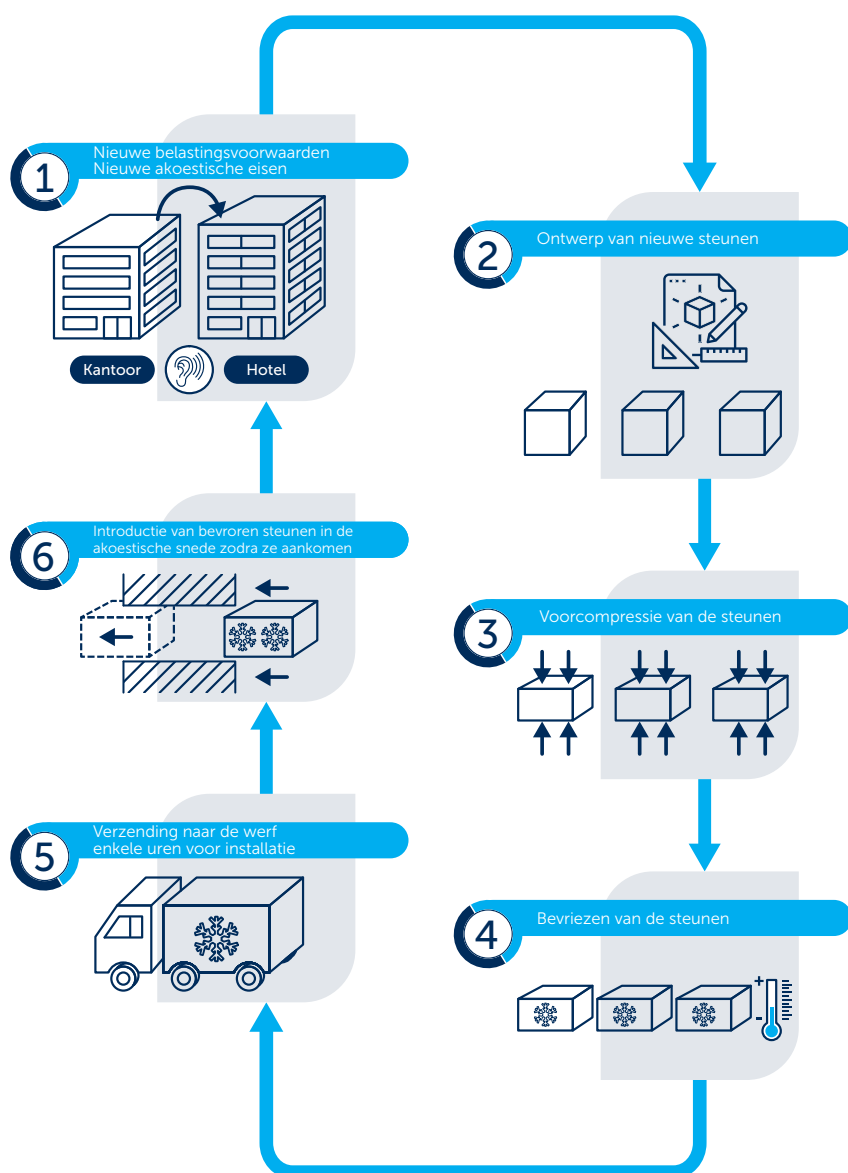 1
Nieuwe belastingsvoorwaarden
Nieuwe akoestische eisen
Kantoor
Hotel
2
Ontwerp van nieuwe steunen
3
Voorcompressie van de steunen
4
Bevriezen van de steunen
+
-
5
Verzending naar de werf
enkele uren voor installatie
6
Introductie van bevroren steunen in de
akoestische snede zodra ze aankomen